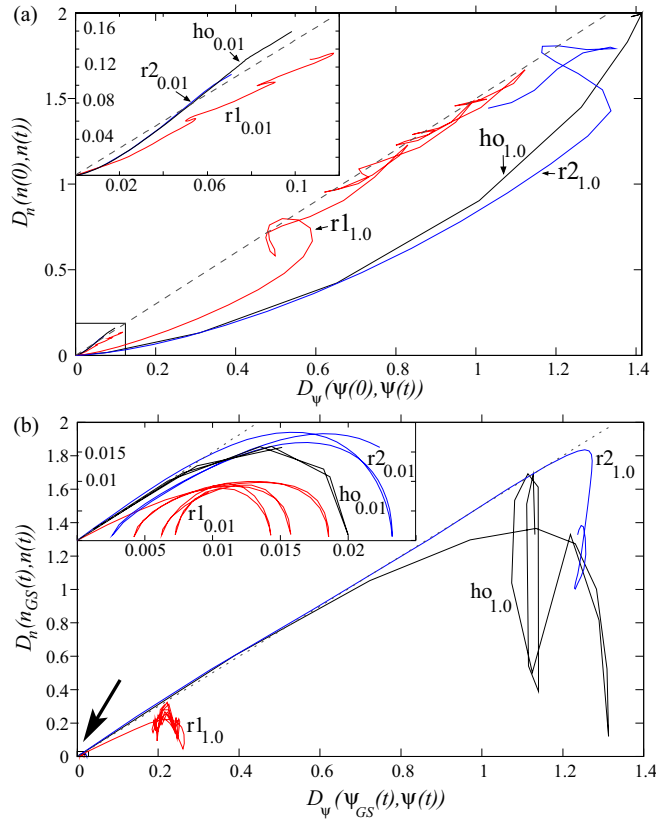 (a)
2
1.5
1
0.5
0
0.16
0.12
0.08
0.04
0.02
0.06
0.1
ho0.01
r20.01
r10.01
ho1.0
r21.0
r11.0
0 0.2 0.4 0.6 0.8 1 1.2 1.4
Dn(n(0),n(t))
DΨ(Ψ(0),Ψ(t))
(b)
2
1.8
1.6
1.4
1.2
1
0.8
0.6
0.4
0.2
0
0.015
0.01
0.005 0.01 0.015 0.02
r20.01
ho0.01
r10.01
r21.0
ho1.0
r11.0
0 0.2 0.4 0.6 0.8 1 1.2 1.4
Dn(nGS(t),n(t))
DΨ(ΨGS(t),Ψ(t))